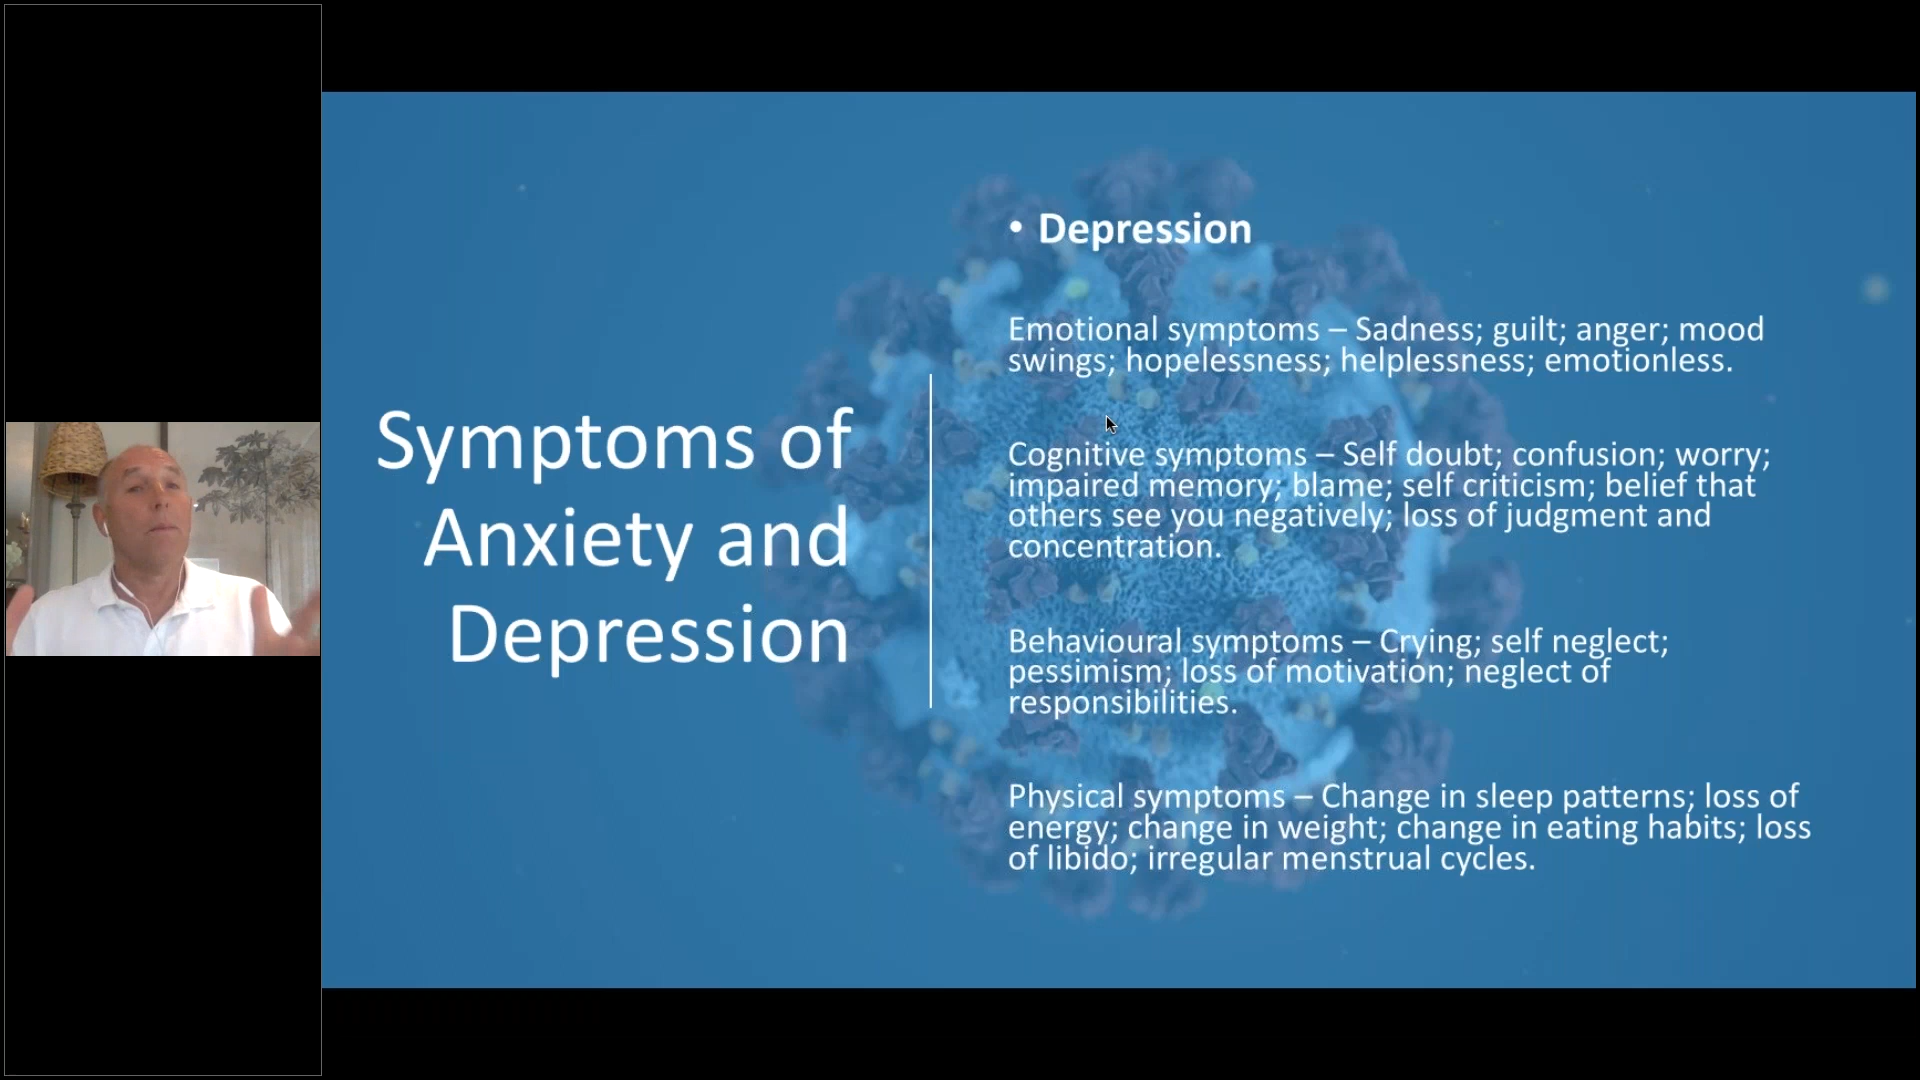 Symptoms of
Anxiety and
Depression
• Depression
Emotional symptoms – Sadness; guilt; anger; mood
swings; hopelessness; helplessness; emotionless.
Cognitive symptoms – Self doubt; confusion; worry;
impaired memory; blame; self criticism; belief that
others see you negatively; loss of judgment and
concentration.
Behavioural symptoms – Crying; self neglect;
pessimism; loss of motivation; neglect of
responsibilities.
Physical symptoms – Change in sleep patterns; loss of
energy; change in weight; change in eating habits; loss
of libido; irregular menstrual cycles.